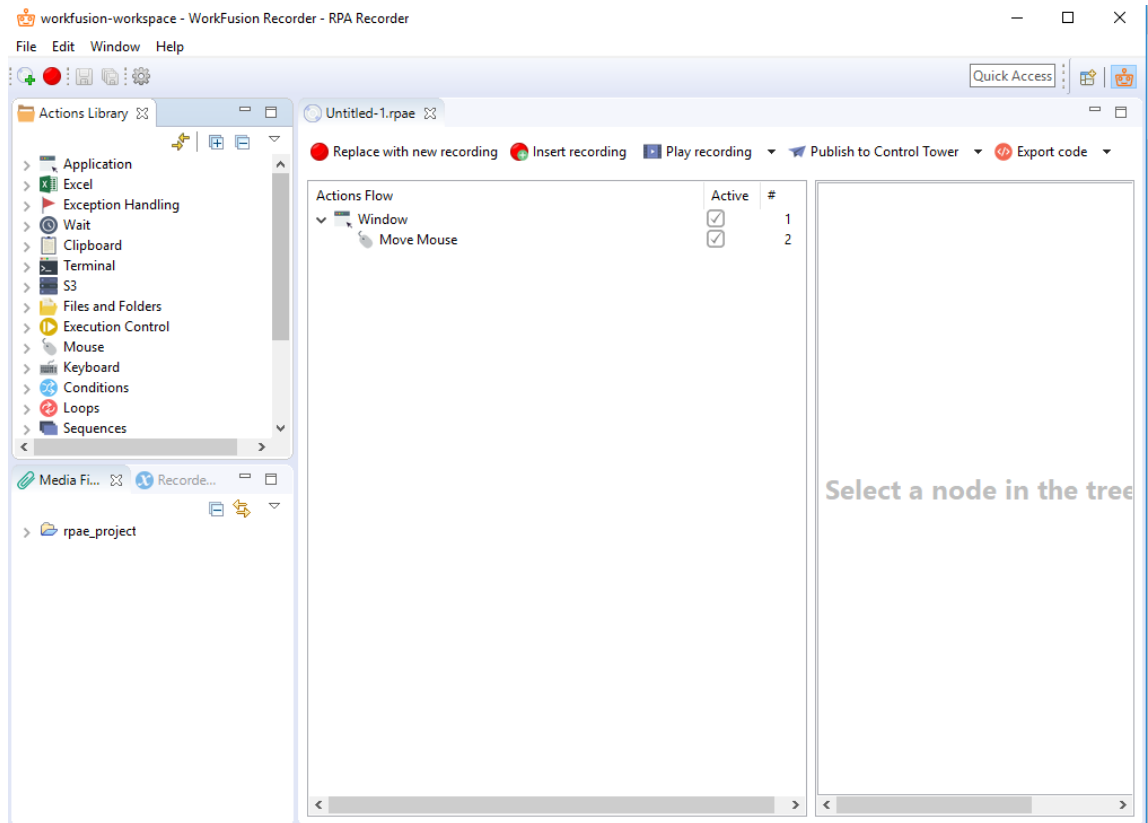 workfusion-workspace - WorkFusion Recorder - RPA Recorder
File Edit Window Help
Quick Access
Actions Library
Application
Excel
Exception Handling
Wait
Clipboard
Terminal
S3
Files and Folders
Execution Control
Mouse
Keyboard
Conditions
Loops
Sequences
Media Fi... Recorde...
rpae_project
Untitled-1.rpae
Replace with new recording Insert recording Play recording Publish to Control Tower Export code
Actions Flow Active #
Window 1
Move Mouse 2
Select a node in the tree